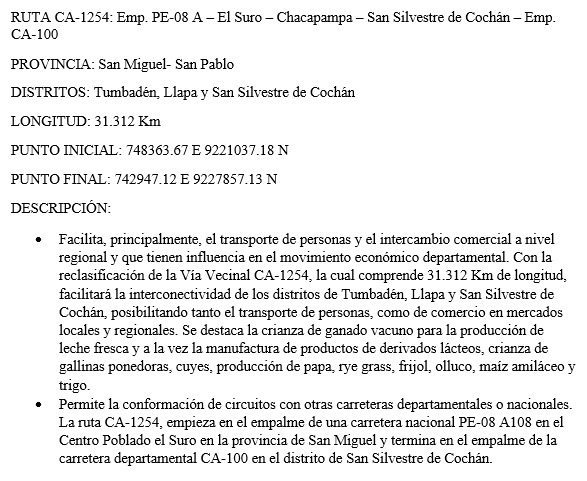 RUTA CA-1254: Emp. PE-08 A – El Suro – Chacapampa – San Silvestre de Cochán – Emp.
CA-100
PROVINCIA: San Miguel- San Pablo
DISTRITOS: Tumbadén, Llapa y San Silvestre de Cochán
LONGITUD: 31.312 Km
PUNTO INICIAL: 748363.67 E 9221037.18 N
PUNTO FINAL: 742947.12 E 9227857.13 N
DESCRIPCIÓN:
• Facilita, principalmente, el transporte de personas y el intercambio comercial a nivel
regional y que tienen influencia en el movimiento económico departamental. Con la
reclasificación de la Vía Vecinal CA-1254, la cual comprende 31.312 Km de longitud,
facilitará la interconectividad de los distritos de Tumbadén, Llapa y San Silvestre de
Cochán, posibilitando tanto el transporte de personas, como de comercio en mercados
locales y regionales. Se destaca la crianza de ganado vacuno para la producción de
leche fresca y a la vez la manufactura de productos de derivados lácteos, crianza de
gallinas ponedoras, cuyes, producción de papa, rye grass, frijol, olluco, maíz amiláceo y
trigo.
• Permite la conformación de circuitos con otras carreteras departamentales o nacionales.
La ruta CA-1254, empieza en el empalme de una carretera nacional PE-08 A108 en el
Centro Poblado el Suro en la provincia de San Miguel y termina en el empalme de la
carretera departamental CA-100 en el distrito de San Silvestre de Cochán.